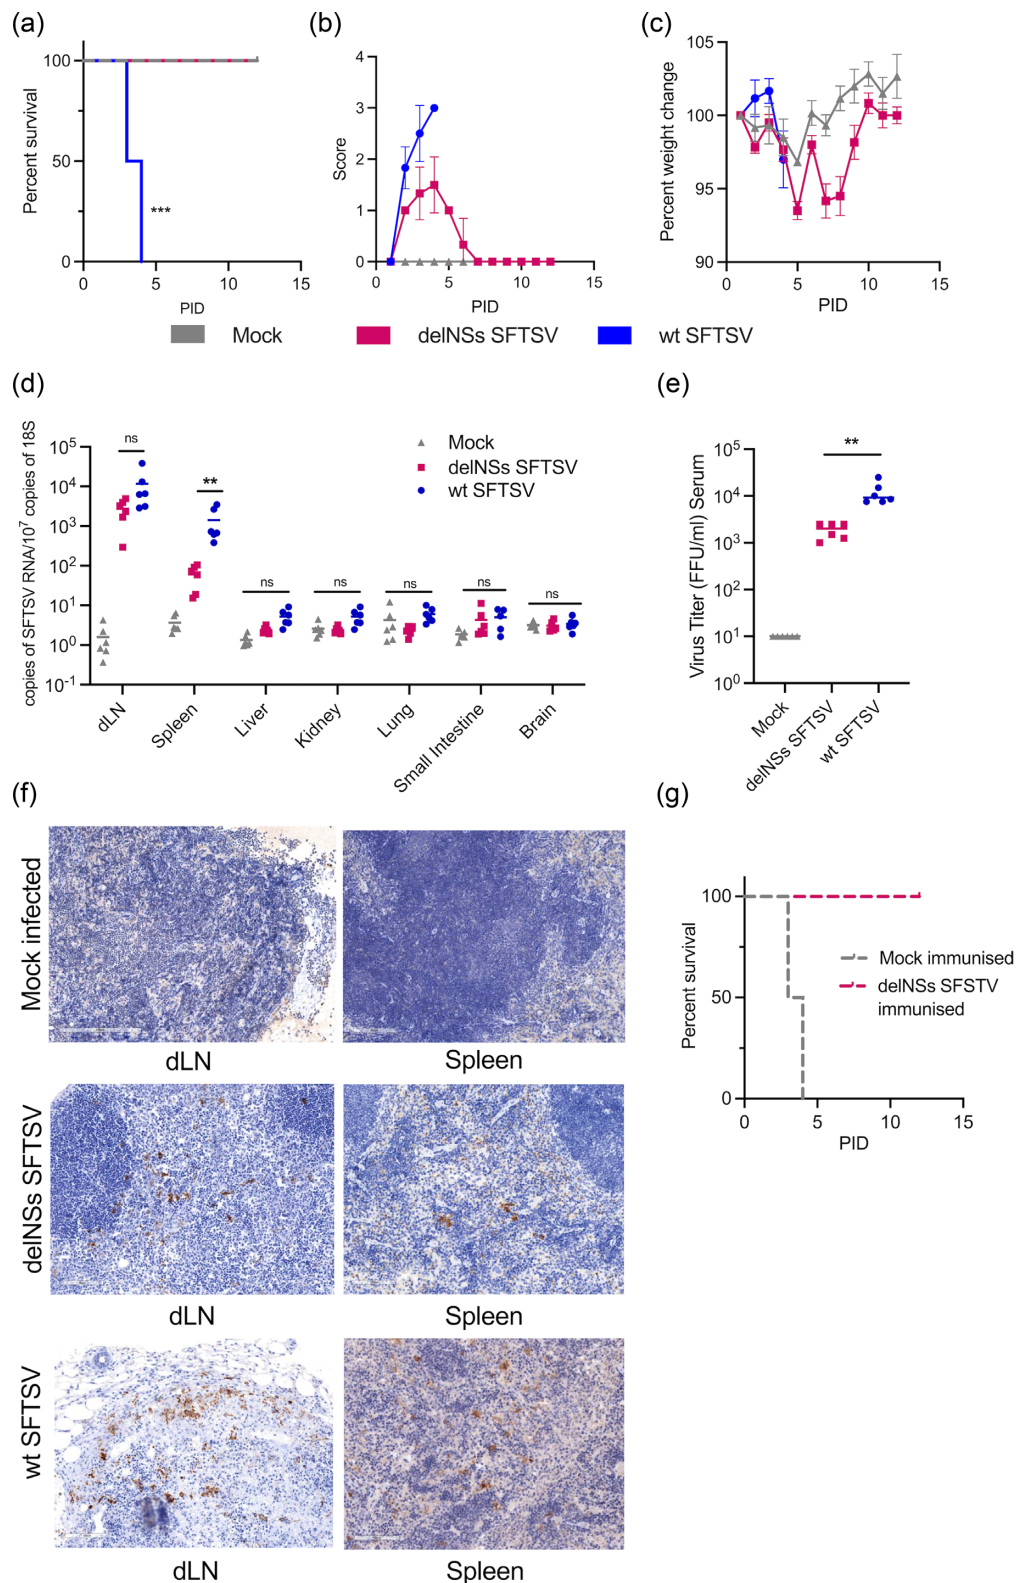 (a)
(b)
(c)
Percent survival
100
50
0
***
0
5
10
15
PID
Score
4
3
2
1
0
0
5
10
15
PID
Percent weight change
105
100
95
90
0
5
10
15
PID
Mock
delNSs SFTSV
wt SFTSV
(d)
copies of SFTSV RNA/10⁷ copies of 18S
10⁵
10⁴
10³
10²
10¹
10⁰
10⁻¹
ns
**
ns
ns
ns
ns
ns
Mock
delNSs SFTSV
wt SFTSV
dLN
Spleen
Liver
Kidney
Lung
Small Intestine
Brain
(e)
Virus Titer (FFU/ml) Serum
10⁵
10⁴
10³
10²
10¹
10⁰
**
Mock
delNSs SFTSV
wt SFTSV
(f)
Mock infected
dLN
Spleen
delNSs SFTSV
dLN
Spleen
wt SFTSV
dLN
Spleen
(g)
Percent survival
100
50
0
0
5
10
15
PID
Mock immunised
delNSs SFSTV
immunised